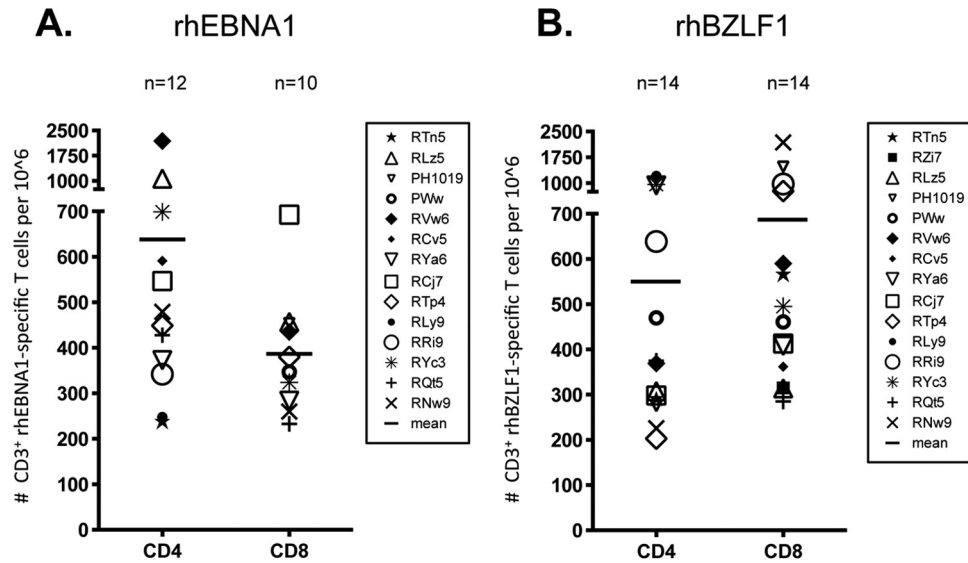 A. rhEBNA1
n=12 n=10
# CD3⁺ rhEBNA1-specific T cells per 10^6
2500
1750
1000
700
600
500
400
300
200
100
0
CD4 CD8
RTn5
RLz5
PH1019
PWw
RVw6
RCv5
RYa6
RCj7
RTp4
RLy9
RRi9
RYc3
RQt5
RNw9
mean
B. rhBZLF1
n=14 n=14
# CD3⁺ rhBZLF1-specific T cells per 10^6
2500
1750
1000
700
600
500
400
300
200
100
0
CD4 CD8
RTn5
RZi7
RLz5
PH1019
PWw
RVw6
RCv5
RYa6
RCj7
RTp4
RLy9
RRi9
RYc3
RQt5
RNw9
mean